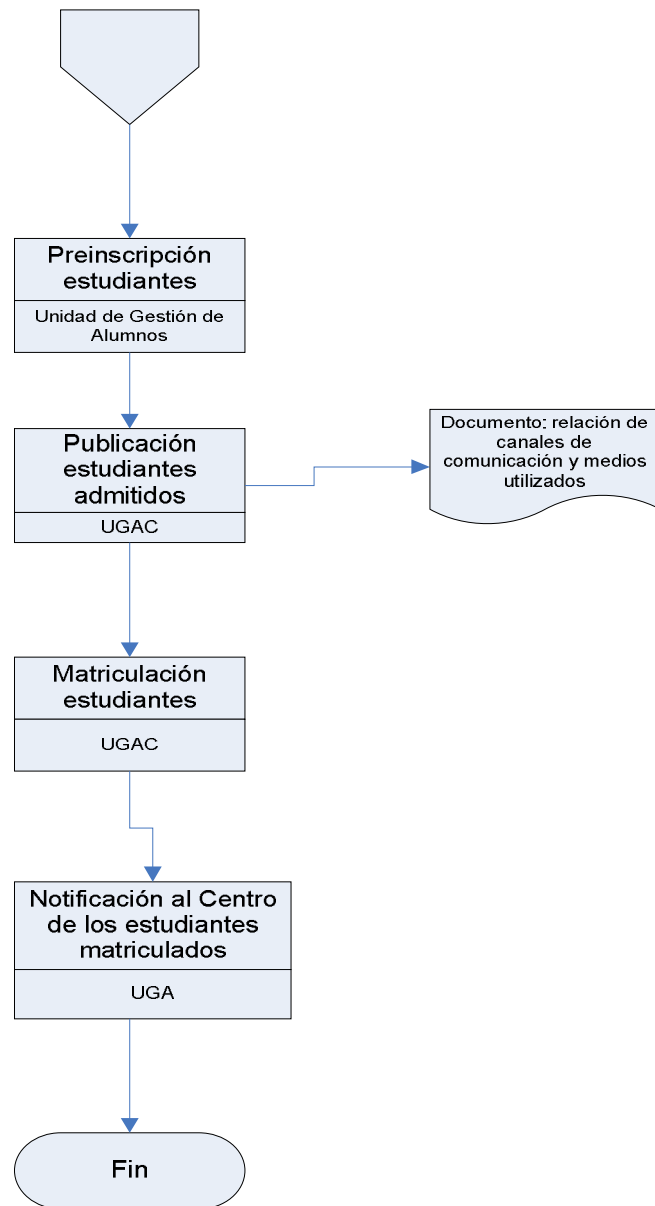 Preinscripción
estudiantes
Unidad de Gestión de
Alumnos
Publicación
estudiantes
admitidos
UGAC
Documento: relación de
canales de
comunicación y medios
utilizados
Matriculación
estudiantes
UGAC
Notificación al Centro
de los estudiantes
matriculados
UGA
Fin